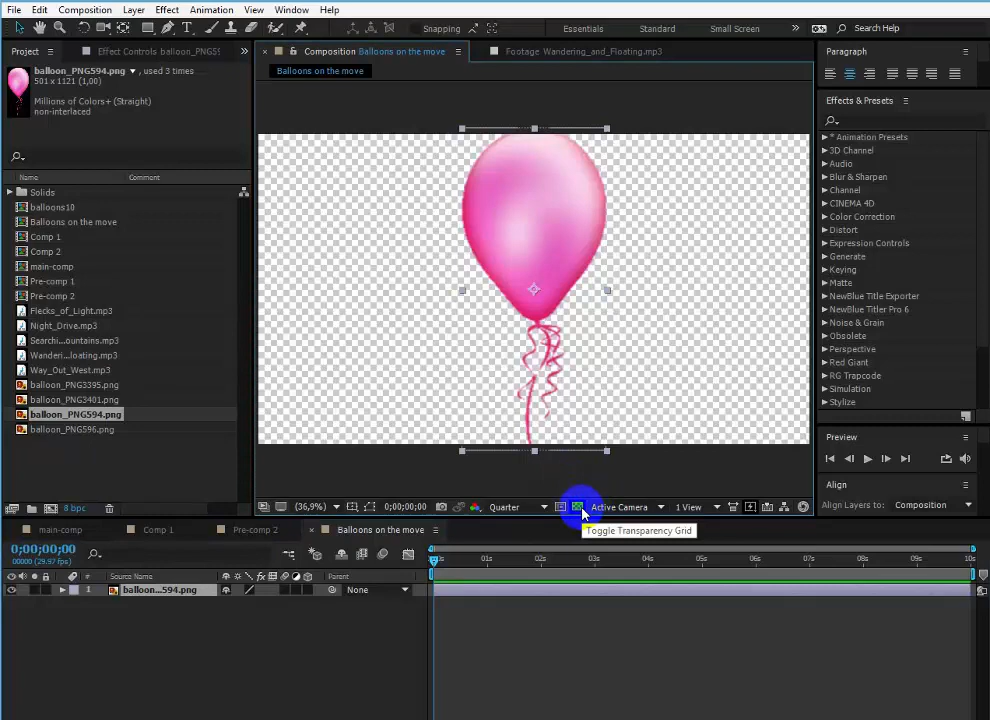 File Edit Composition Layer Effect Animation View Window Help
Snapping Essentials Standard Small Screen Search Help
Project Effect Controls balloon_PNG5
Composition Balloons on the move
Footage Wandering_and_Floating.mp3
Balloons on the move
balloon_PNG594.png , used 3 times
501 x 1121 (1,00)
Millions of Colors+ (Straight)
non-interlaced
Name Comment
Solids
balloons10
Balloons on the move
Comp 1
Comp 2
main-comp
Pre-comp 1
Pre-comp 2
Flecks_of_Light.mp3
Night_Drive.mp3
Searchi...ountains.mp3
Wanderi...loating.mp3
Way_Out_West.mp3
balloon_PNG3395.png
balloon_PNG3401.png
balloon_PNG594.png
balloon_PNG596.png
8 bpc
(36,9%) 0;00;00;00 Quarter Active Camera 1 View
Toggle Transparency Grid
Paragraph
Effects & Presets
* Animation Presets
3D Channel
Audio
Blur & Sharpen
Channel
CINEMA 4D
Color Correction
Distort
Expression Controls
Generate
Keying
Matte
NewBlue Title Exporter
NewBlue Titler Pro 6
Noise & Grain
Obsolete
Perspective
Red Giant
RG Trapcode
Simulation
Stylize
Preview
Align
Align Layers to: Composition
main-comp Comp 1 Pre-comp 2 Balloons on the move
0;00;00;00
00000 (29.97 fps)
01s 02s 03s 04s 05s 06s 07s 08s 09s 10s
# Source Name Parent
1 balloon...594.png None